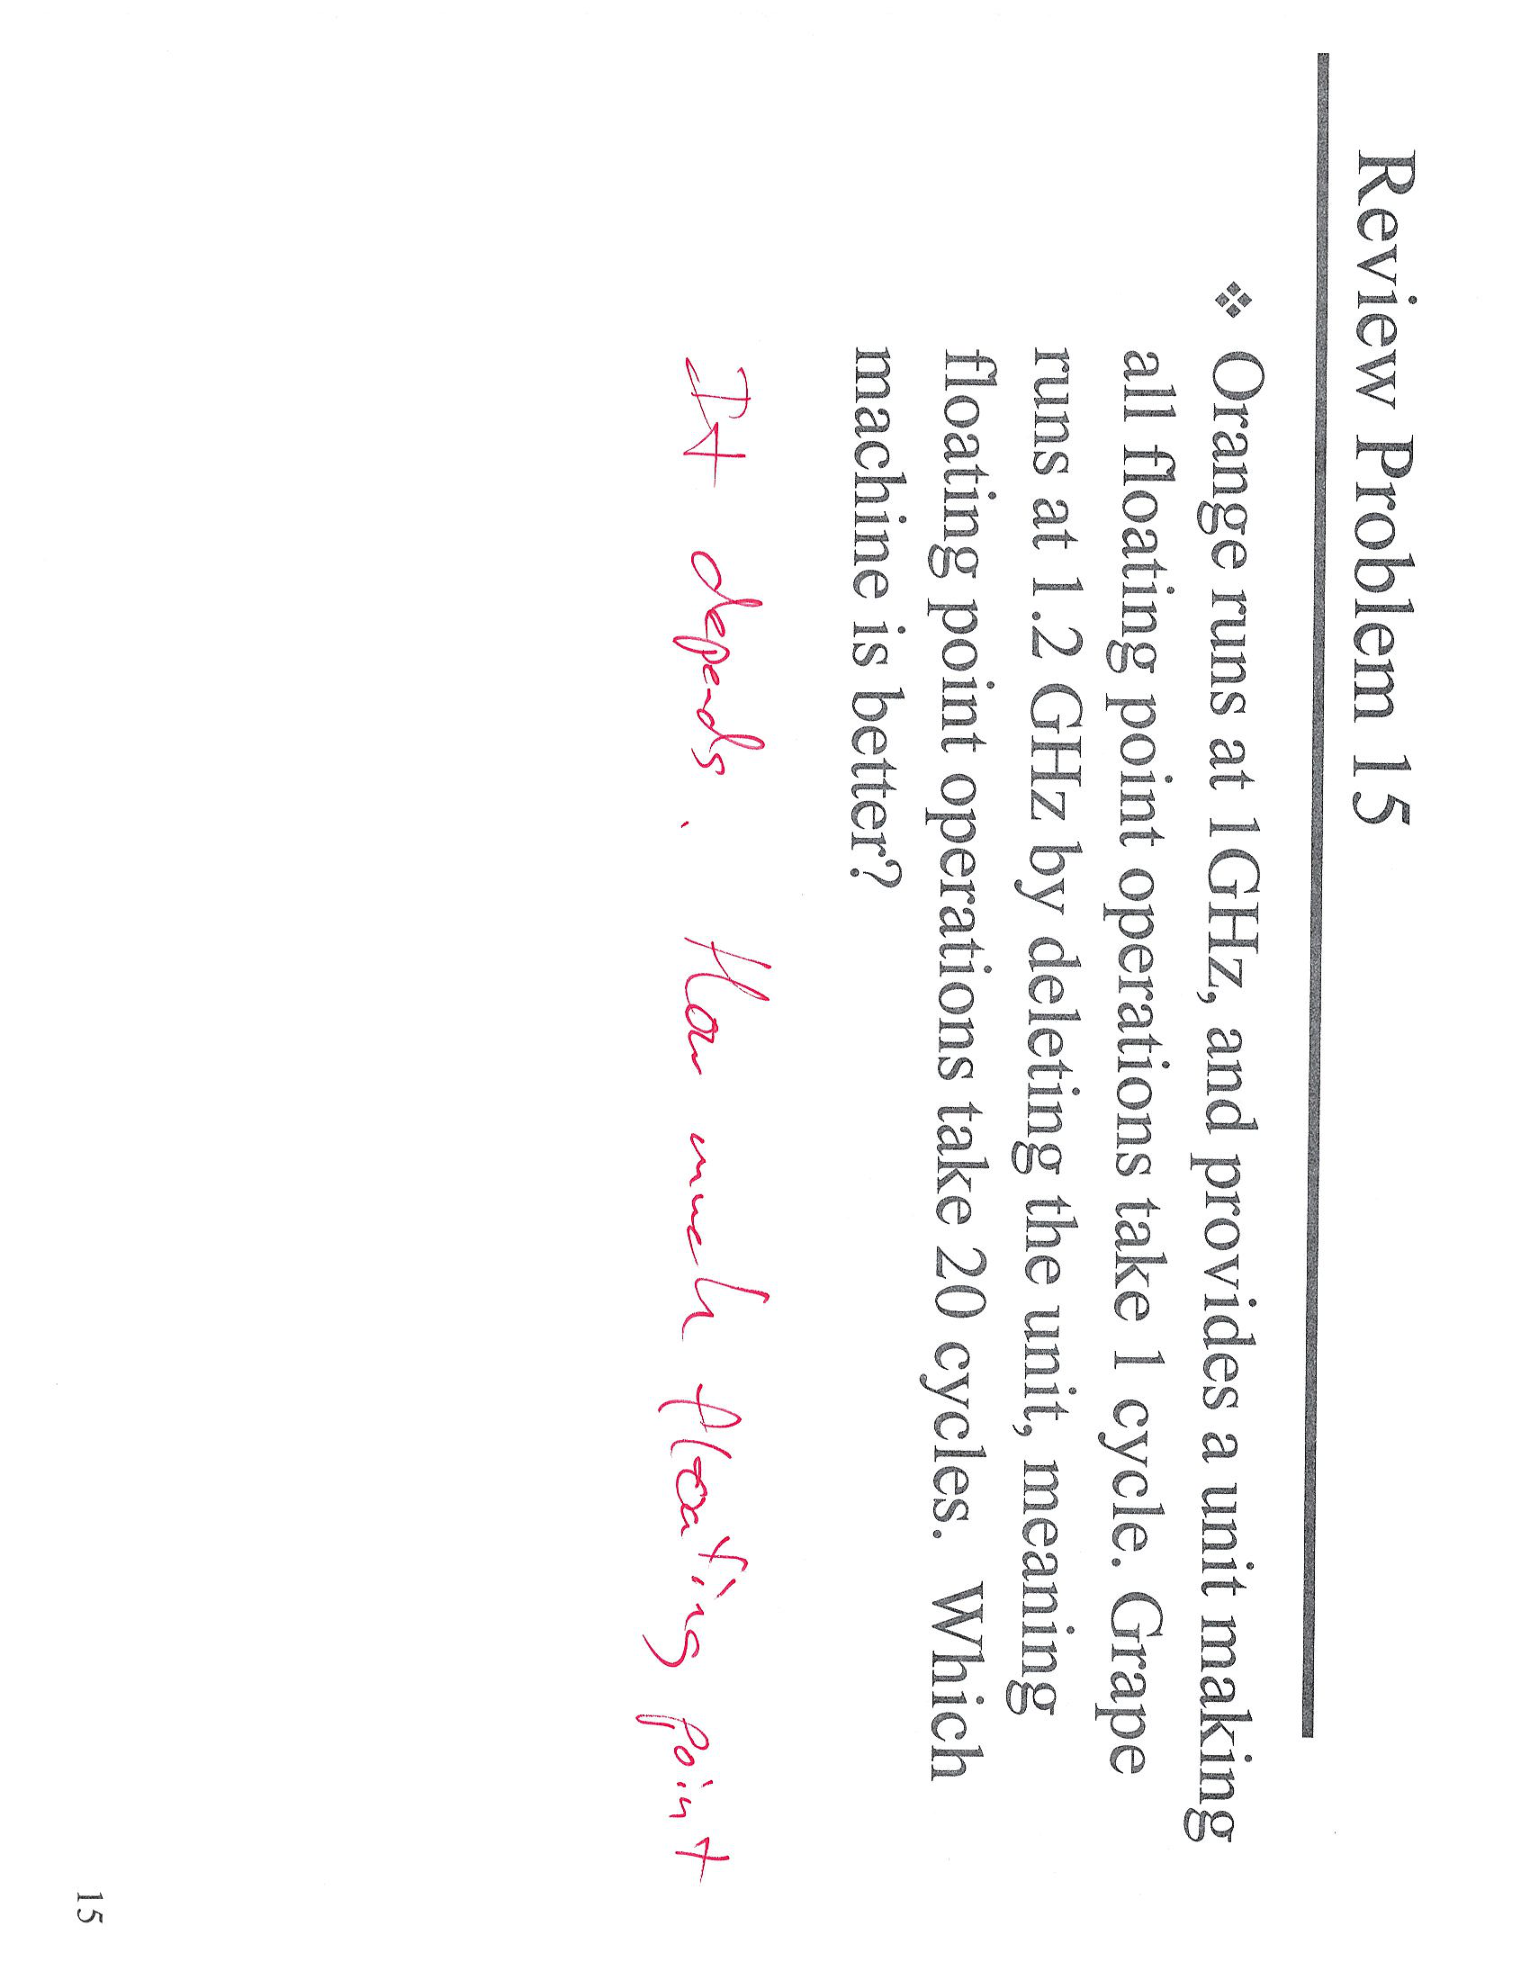 Review Problem 15
❖ Orange runs at 1GHz, and provides a unit making
all floating point operations take 1 cycle. Grape
runs at 1.2 GHz by deleting the unit, meaning
floating point operations take 20 cycles. Which
machine is better?
It depends. How much floating point
15